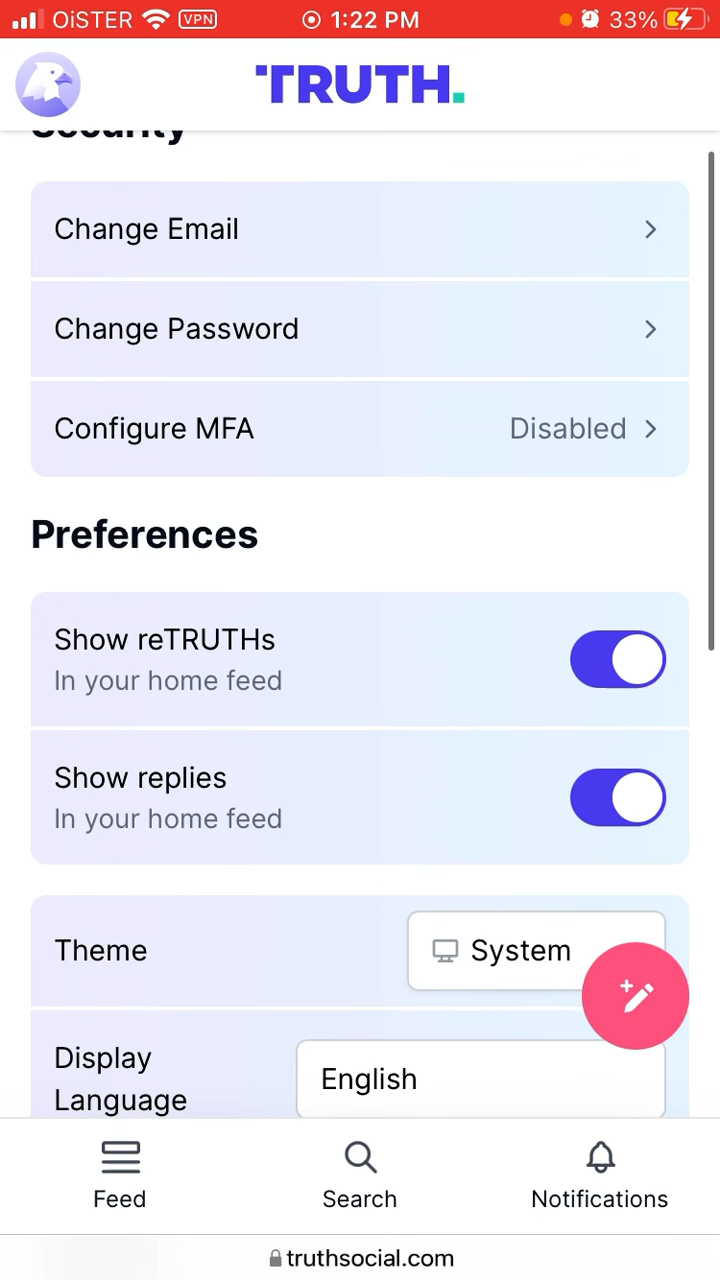 OiSTER VPN 1:22 PM 33%
TRUTH.
Security
Change Email
Change Password
Configure MFA Disabled
Preferences
Show reTRUTHs
In your home feed
Show replies
In your home feed
Theme System
Display
Language English
Feed Search Notifications
truthsocial.com